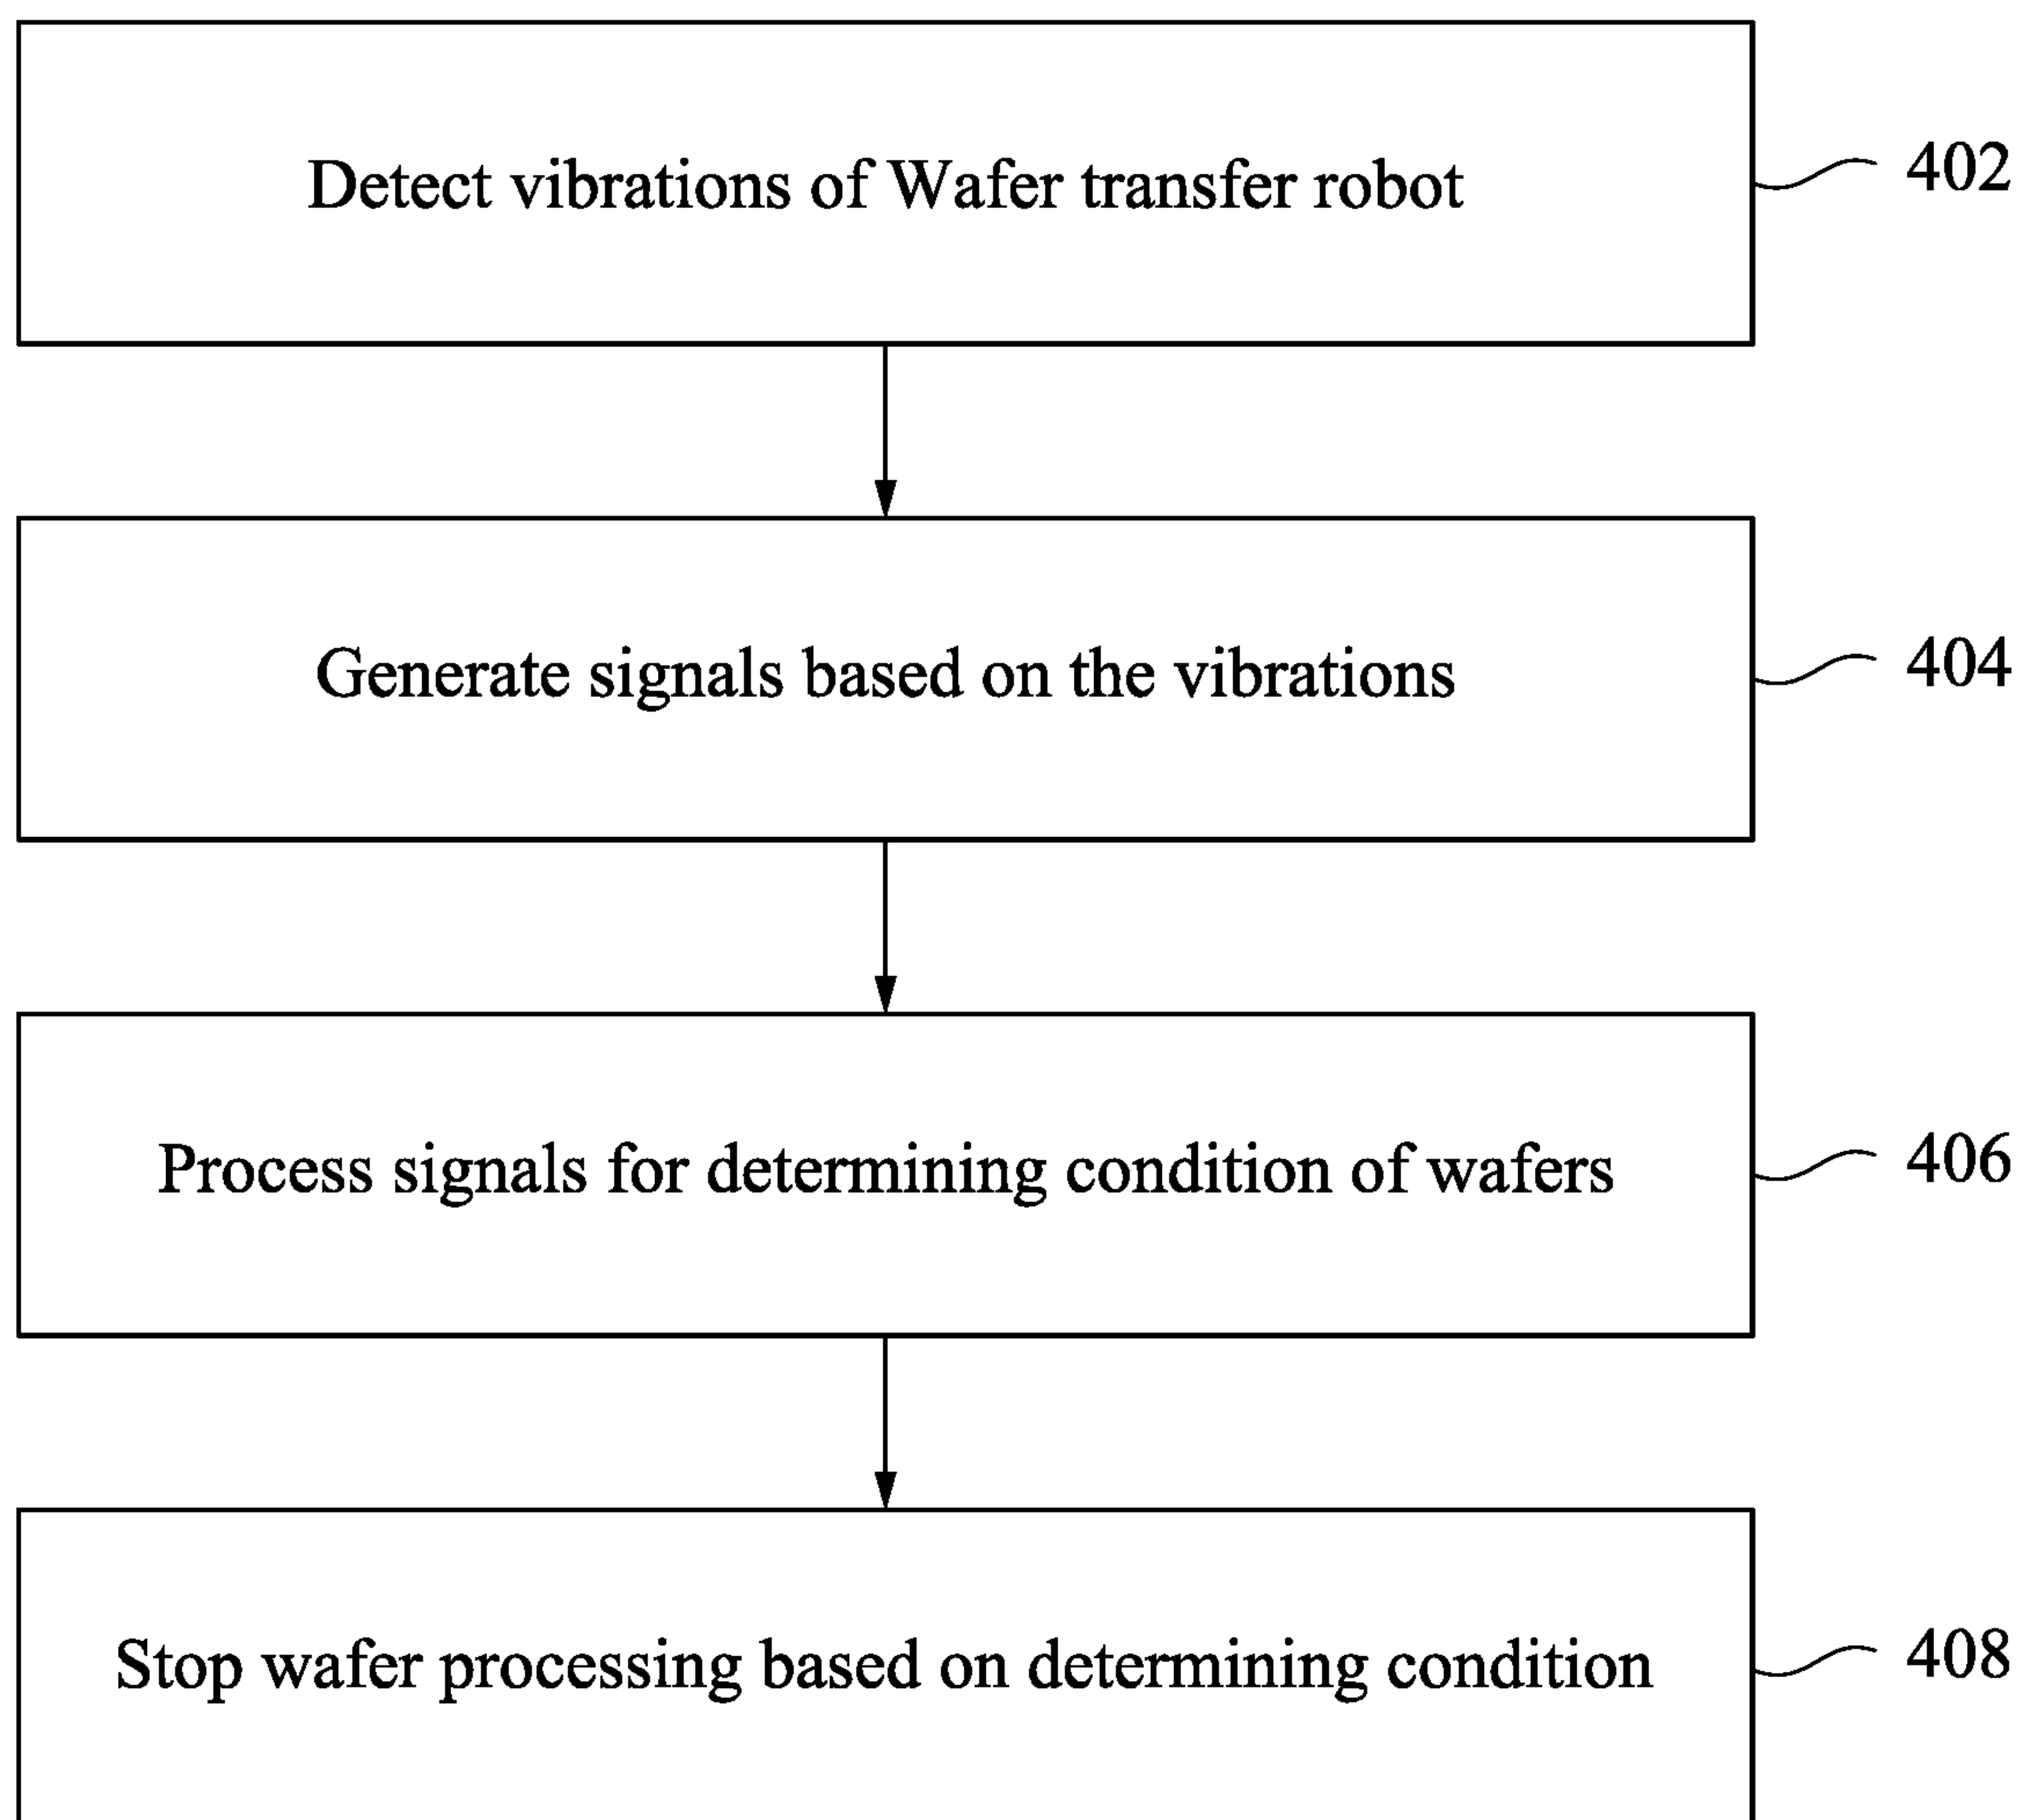 Detect vibrations of Wafer transfer robot
402
Generate signals based on the vibrations
404
Process signals for determining condition of wafers
406
Stop wafer processing based on determining condition
408